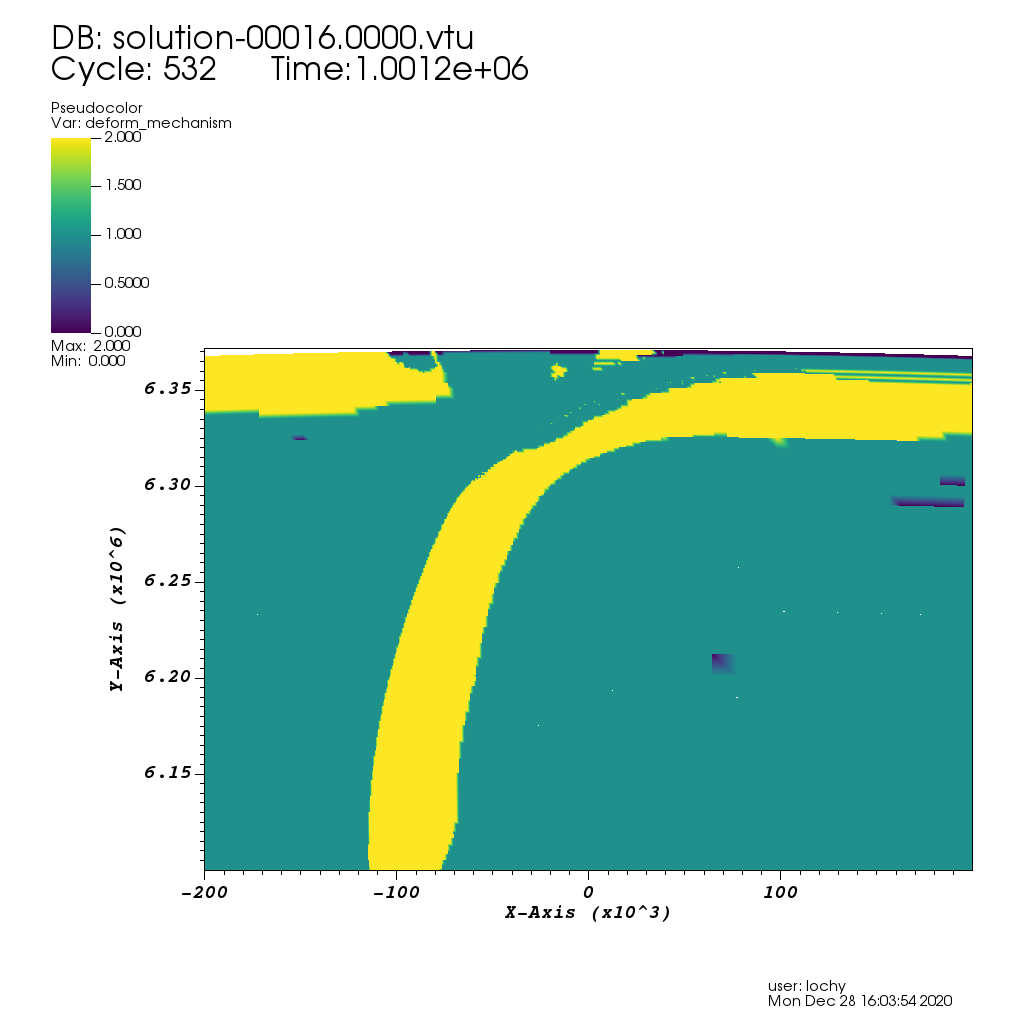 DB: solution-00016.0000.vtu
Cycle: 532 Time:1.0012e+06
Pseudocolor
Var: deform_mechanism
2.000
1.500
1.000
0.5000
0.000
Max: 2.000
Min: 0.000
6.35
6.30
6.25
6.20
6.15
Y-Axis (x10^6)
-200 -100 0 100
X-Axis (x10^3)
user: lochy
Mon Dec 28 16:03:54 2020